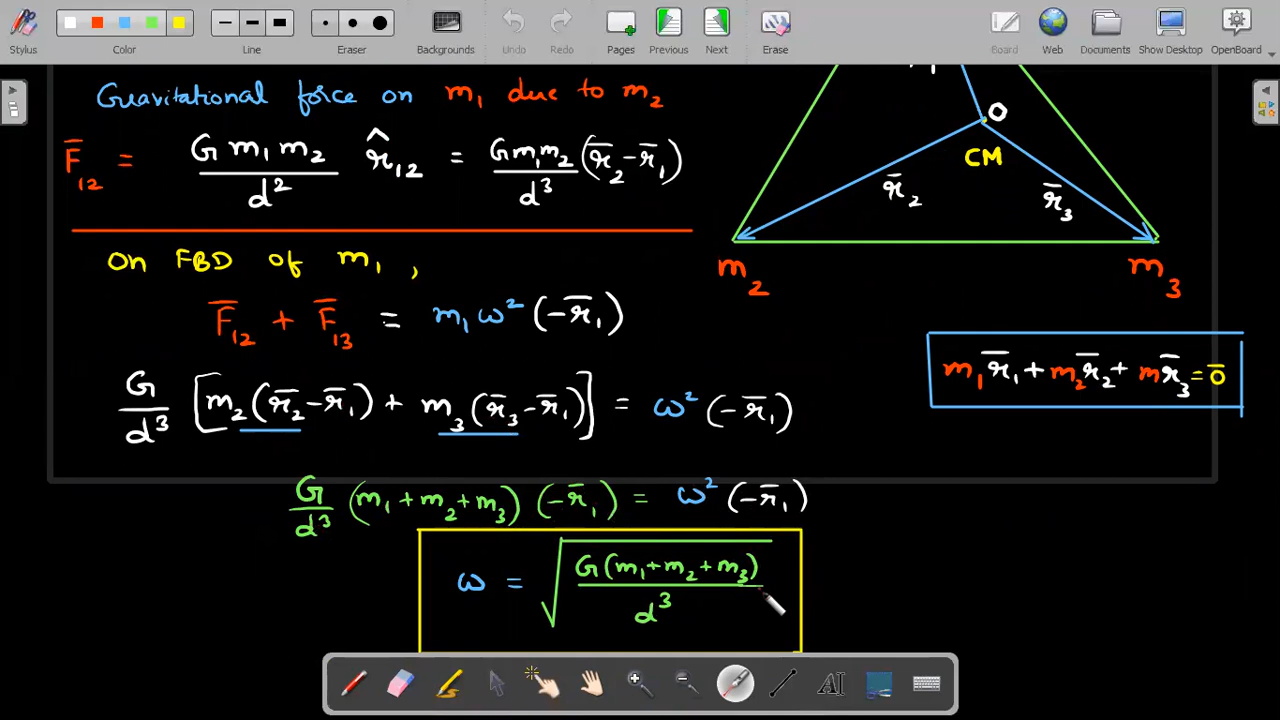 Stylus Color Line Eraser Backgrounds Undo Redo Pages Previous Next Erase Board Web Documents Show Desktop OpenBoard
Gravitational force on m₁ due to m₂
F̄₁₂ = G m₁ m₂ / d² r̂₁₂ = G m₁ m₂ / d³ (r̄₂ - r̄₁)
O
CM
r̄₂ r̄₃
m₂ m₃
On FBD of m₁ ,
F̄₁₂ + F̄₁₃ = m₁ ω² (-r̄₁)
m₁ r̄₁ + m₂ r̄₂ + m r̄₃ = 0̄
G / d³ [m₂ (r̄₂ - r̄₁) + m₃ (r̄₃ - r̄₁)] = ω² (-r̄₁)
G / d³ (m₁ + m₂ + m₃) (-r̄₁) = ω² (-r̄₁)
ω = √(G (m₁ + m₂ + m₃) / d³)